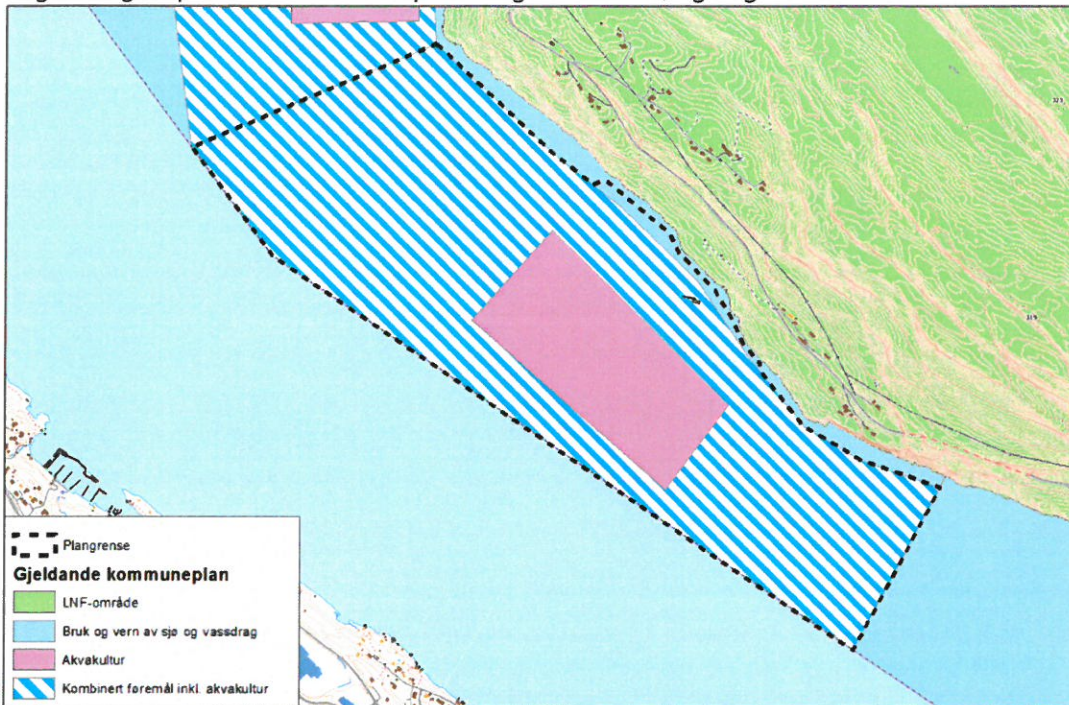 Plangrense
Gjeldande kommuneplan
LNF-område
Bruk og vern av sjø og vassdrag
Akvakultur
Kombinert føremål inkl. akvakultur